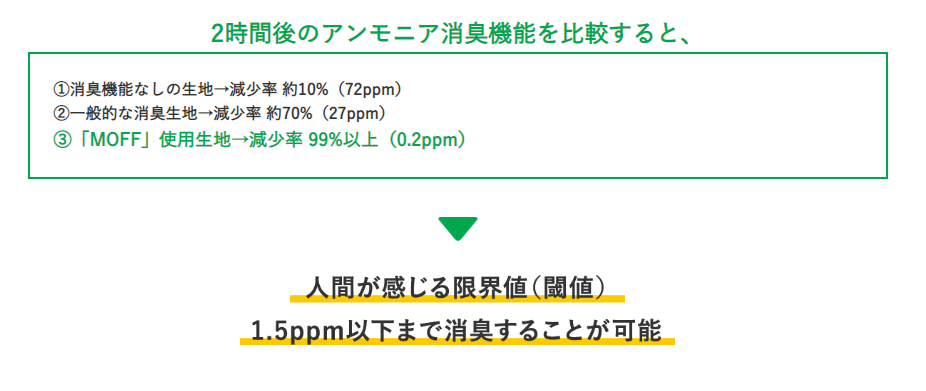 2時間後のアンモニア消臭機能を比較すると、
①消臭機能なしの生地→減少率 約10%（72ppm）
②一般的な消臭生地→減少率 約70%（27ppm）
③「MOFF」使用生地→減少率 99%以上（0.2ppm）
人間が感じる限界値（閾値）
1.5ppm以下まで消臭することが可能